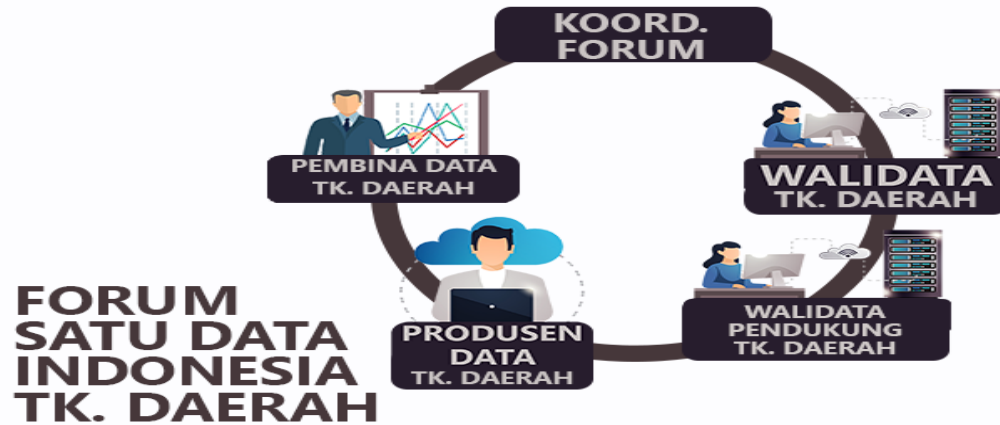 KOORD.
FORUM
PEMBINA DATA
TK. DAERAH
WALIDATA
TK. DAERAH
WALIDATA
PENDUKUNG
TK. DAERAH
PRODUSEN
DATA
TK. DAERAH
FORUM
SATU DATA
INDONESIA
TK. DAERAH